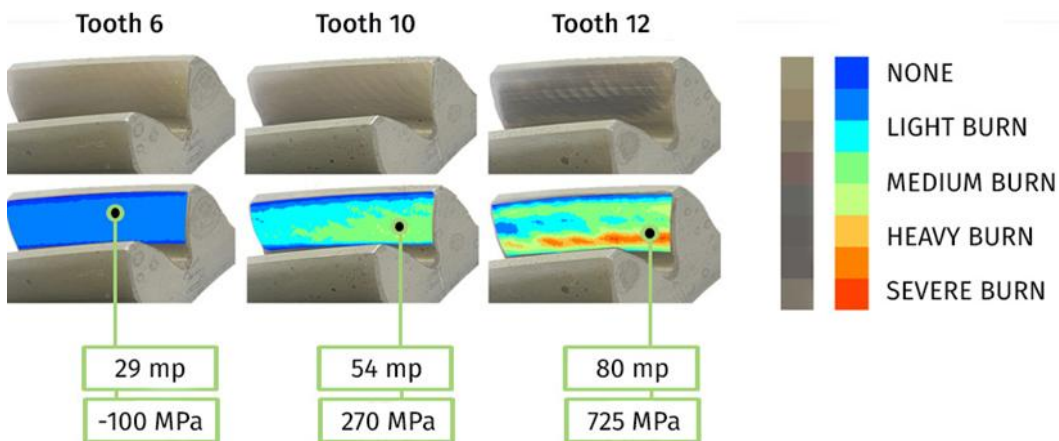 Tooth 6
Tooth 10
Tooth 12
NONE
LIGHT BURN
MEDIUM BURN
HEAVY BURN
SEVERE BURN
29 mp
54 mp
80 mp
-100 MPa
270 MPa
725 MPa